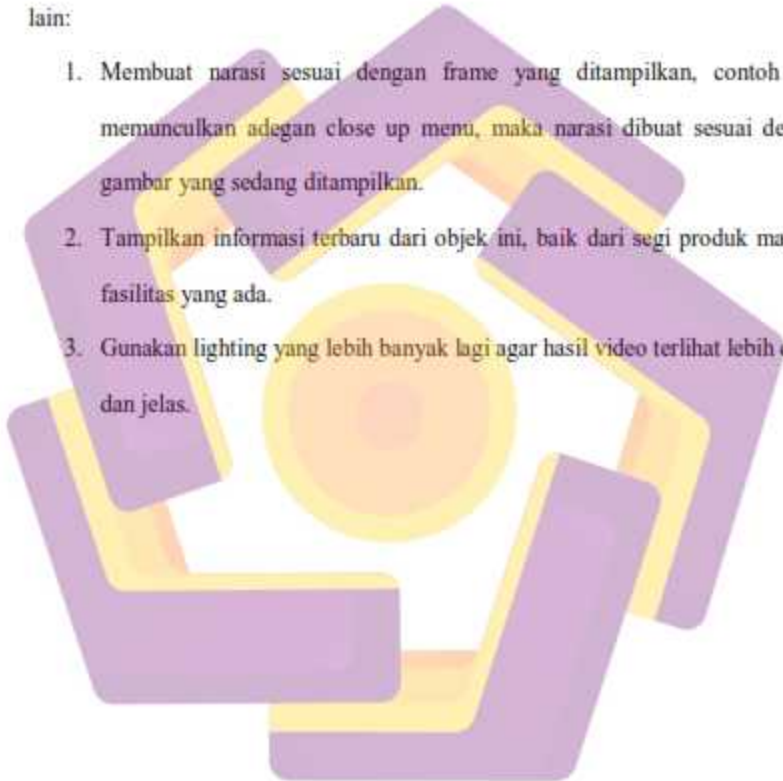 lain:
1. Membuat narasi sesuai dengan frame yang ditampilkan, contoh
memunculkan adegan close up menu, maka narasi dibuat sesuai de
gambar yang sedang ditampilkan.
2. Tampilkan informasi terbaru dari objek ini, baik dari segi produk ma
fasilitas yang ada.
3. Gunakan lighting yang lebih banyak lagi agar hasil video terlihat lebih
dan jelas.